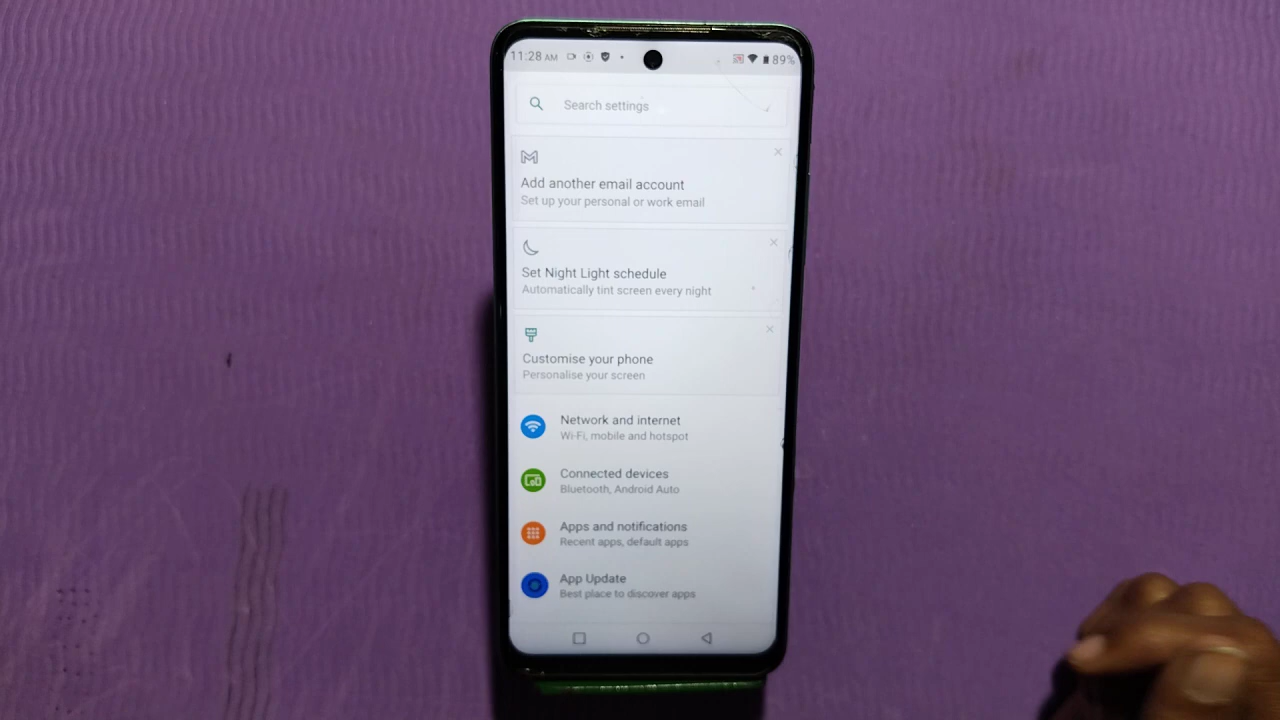 11:28 AM 89%
Search settings
Add another email account
Set up your personal or work email
Set Night Light schedule
Automatically tint screen every night
Customise your phone
Personalise your screen
Network and internet
Wi-Fi, mobile and hotspot
Connected devices
Bluetooth, Android Auto
Apps and notifications
Recent apps, default apps
App Update
Best place to discover apps